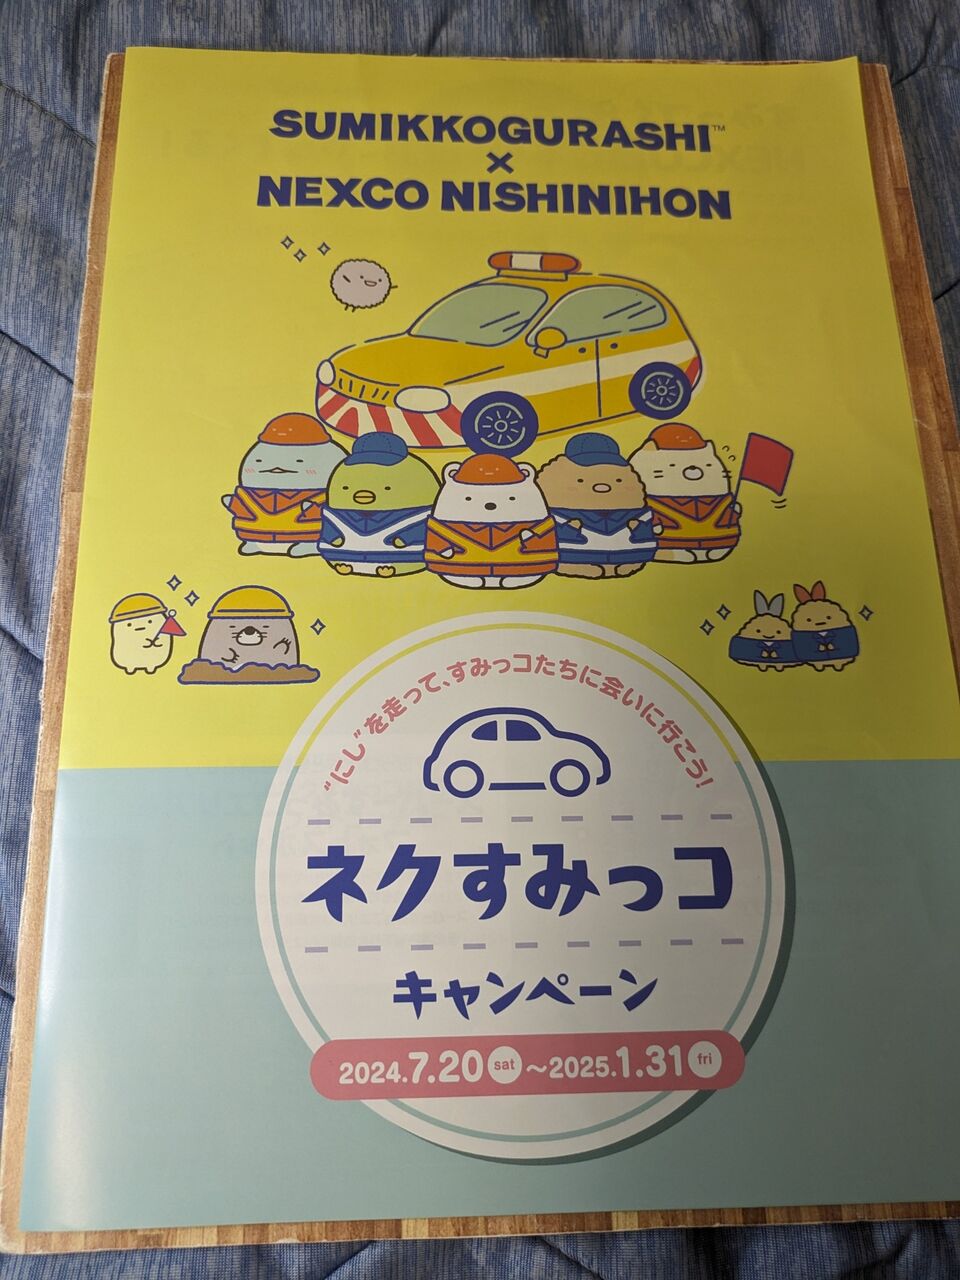 SUMIKKOGURASHI™
×
NEXCO NISHINIHON
"にし"を走って、すみっコたちに会いに行こう!
ネクすみっコ
キャンペーン
2024.7.20 sat ～2025.1.31 fri